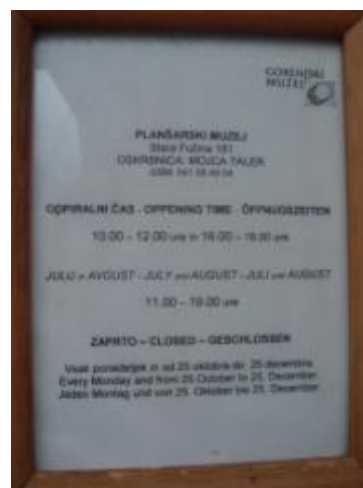 GORENJSKI
MUZEJ
PLANŠARSKI MUZEJ
Stara Fužina 181
OSKRBNICA: MOJCA TALER
ODPIRALNI ČAS - OPPENING TIME - ÖFFNUGSZEITEN
10.00 - 12.00 ure in 16.00 - 18.00 ure
JULIJ in AVGUST - JULY and AUGUST - JULI und AUGUST
11.00 - 19.00 ure
ZAPRTO – CLOSED – GESCHLOSSEN
Vsak ponedeljek in od 25 oktobra do 25 decembra
Every Monday and from 25 October to 25. December
Jeden Montag und von 25. Oktober bis 25. Dezember